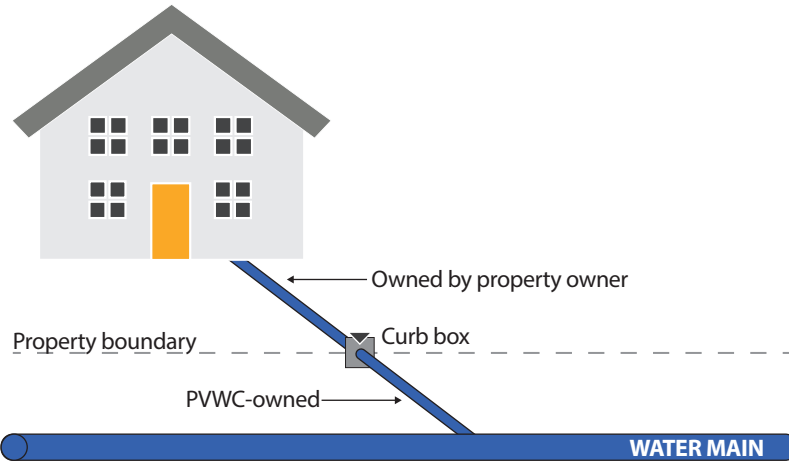 Owned by property owner
Curb box
Property boundary
PVWC-owned
WATER MAIN